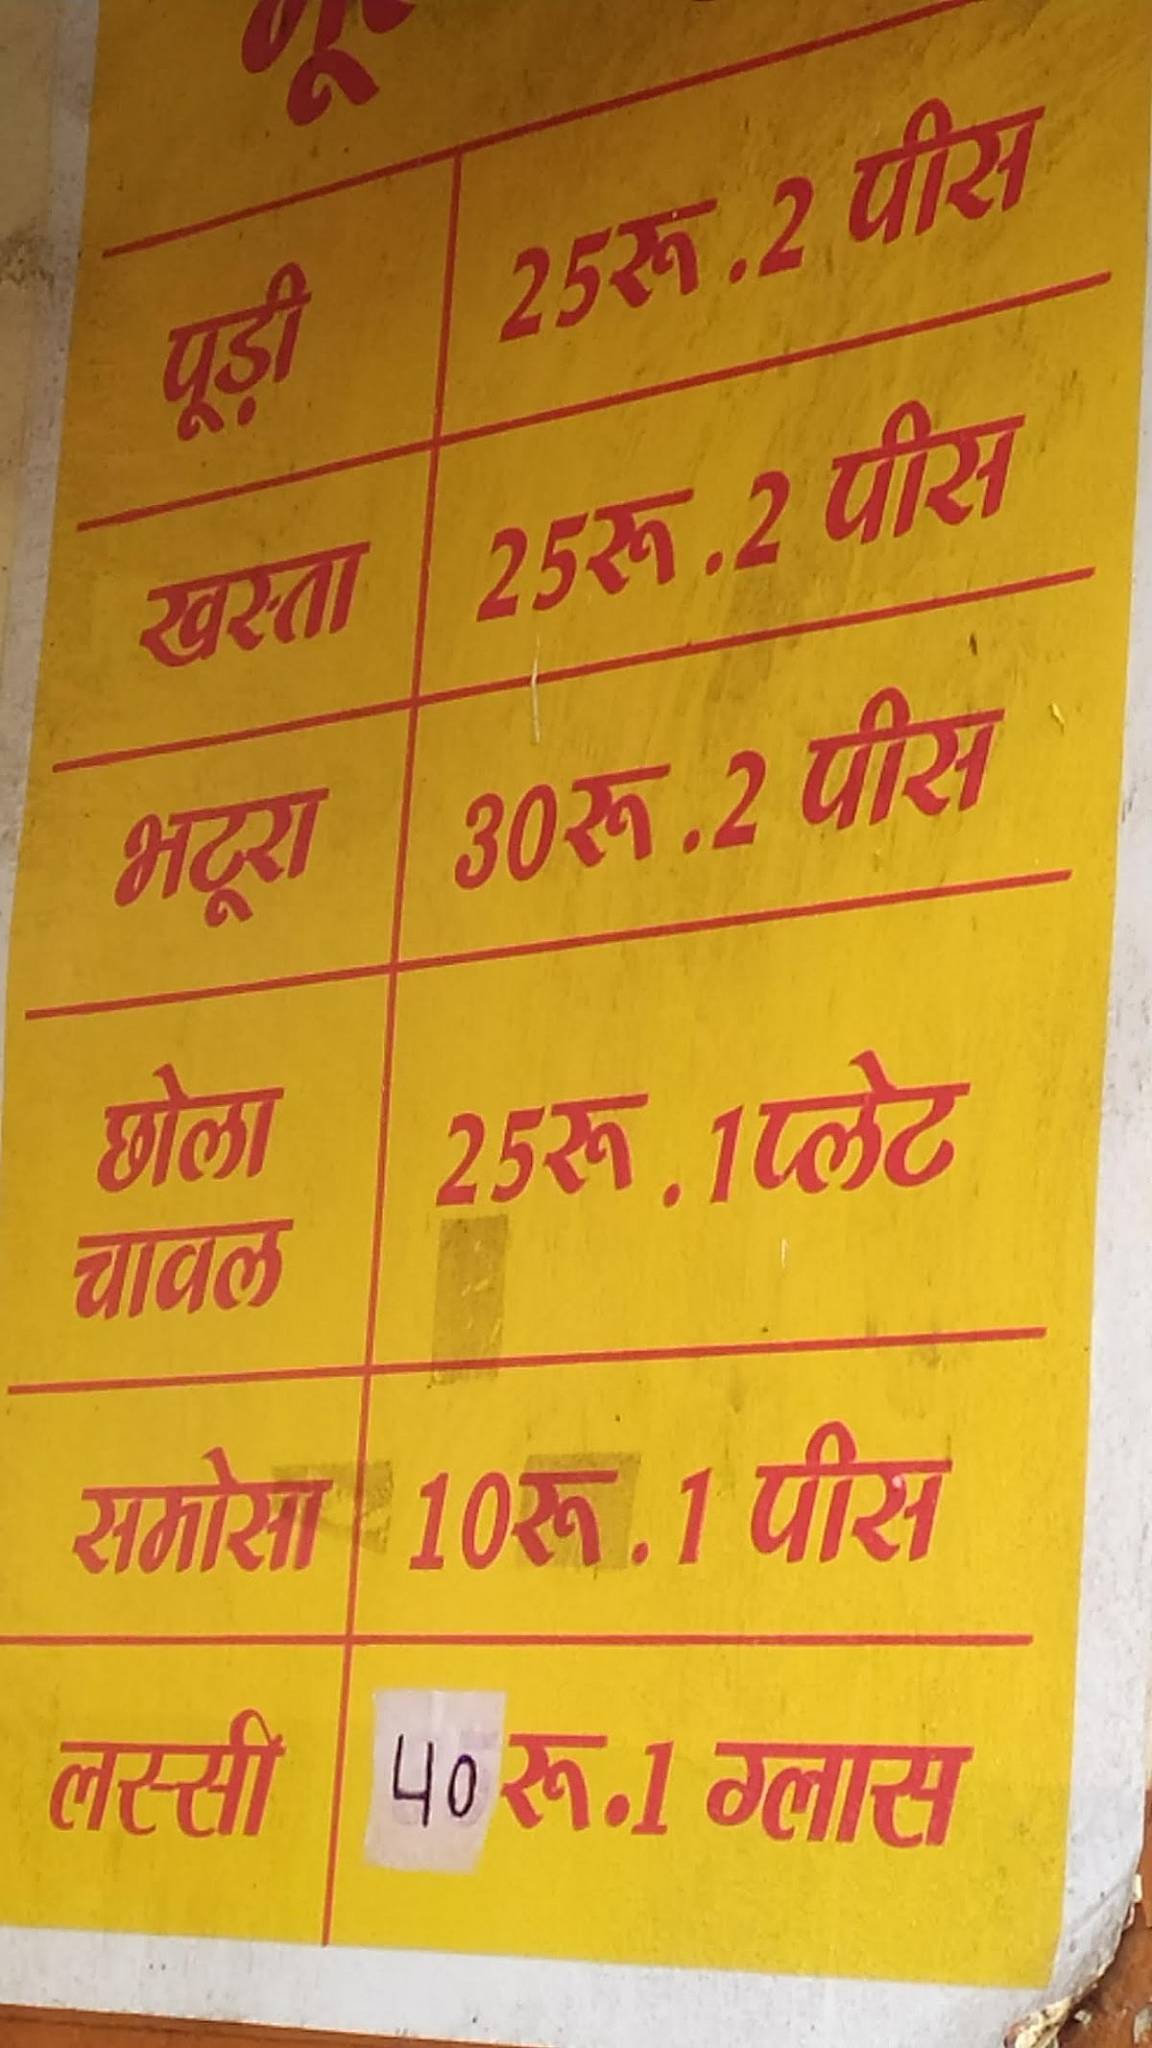 पूड़ी 25रू .2 पीस
खस्ता 25रू .2 पीस
भटूरा 30रू .2 पीस
छोला 25रू .1प्लेट
चावल
समोसा 10रू .1 पीस
लस्सी 40 रू.1 ग्लास